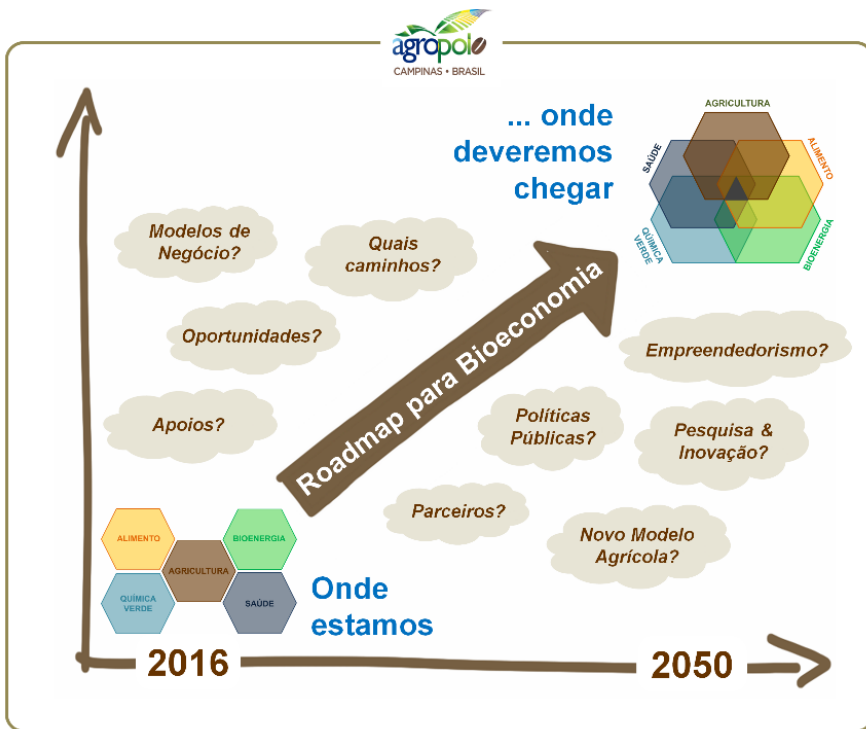 agropolo
CAMPINAS • BRASIL
... onde
deveremos
chegar
AGRICULTURA
SAÚDE
ALIMENTO
QÚIMICA
VERDE
BIOENERGIA
Modelos de
Negócio?
Quais
caminhos?
Oportunidades?
Apoios?
Roadmap para Bioeconomia
Empreendedorismo?
Políticas
Públicas?
Pesquisa &
Inovação?
Parceiros?
Novo Modelo
Agrícola?
ALIMENTO
BIOENERGIA
AGRICULTURA
QUÍMICA
VERDE
SAÚDE
Onde
estamos
2016
2050